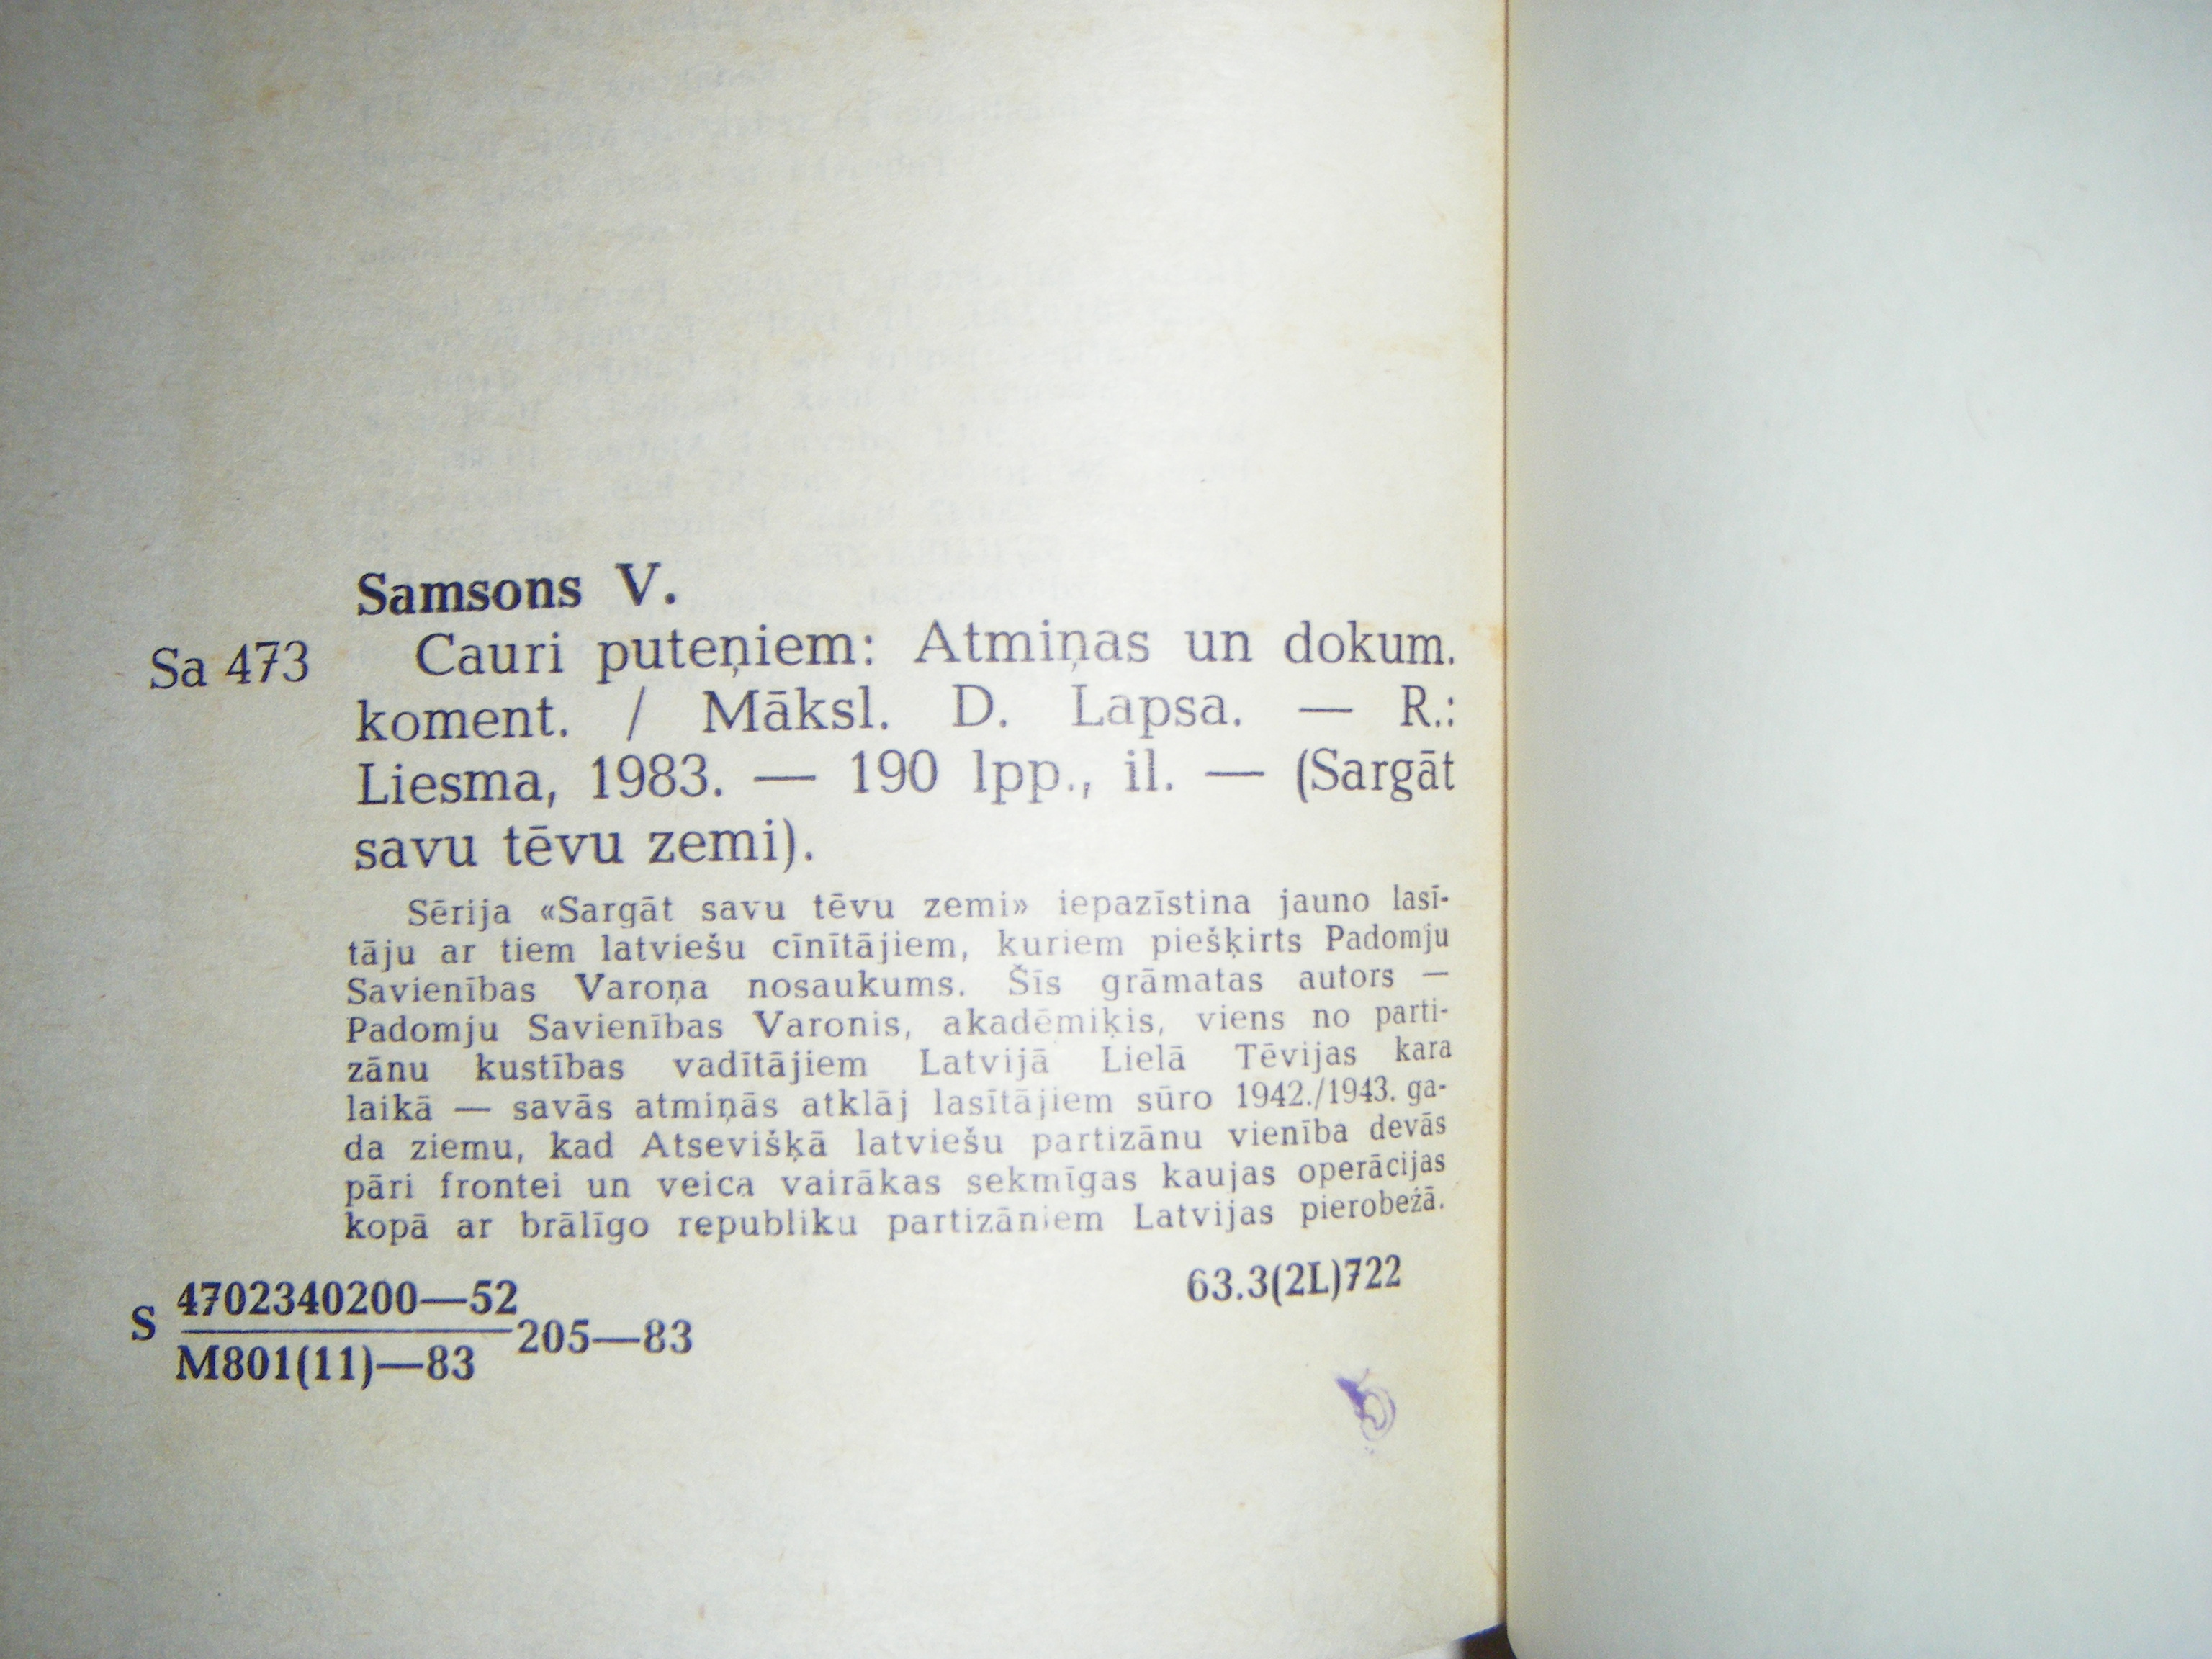 Samsons V.
Sa 473 Cauri puteņiem: Atmiņas un dokum.
koment. / Māksl. D. Lapsa. — R.:
Liesma, 1983. — 190 lpp., il. — (Sargāt
savu tēvu zemi).
Sērija «Sargāt savu tēvu zemi» iepazīstina jauno lasī-
tāju ar tiem latviešu cīnītājiem, kuriem piešķirts Padomju
Savienības Varoņa nosaukums. Šīs grāmatas autors —
Padomju Savienības Varonis, akadēmiķis, viens no parti-
zānu kustības vadītājiem Latvijā Lielā Tēvijas kara
laikā — savās atmiņās atklāj lasītājiem sūro 1942./1943. ga-
da ziemu, kad Atsevišķā latviešu partizānu vienība devās
pāri frontei un veica vairākas sekmīgas kaujas operācijas
kopā ar brālīgo republiku partizāniem Latvijas pierobežā.
63.3(2L)722
4702340200—52
S 205—83
M801(11)—83